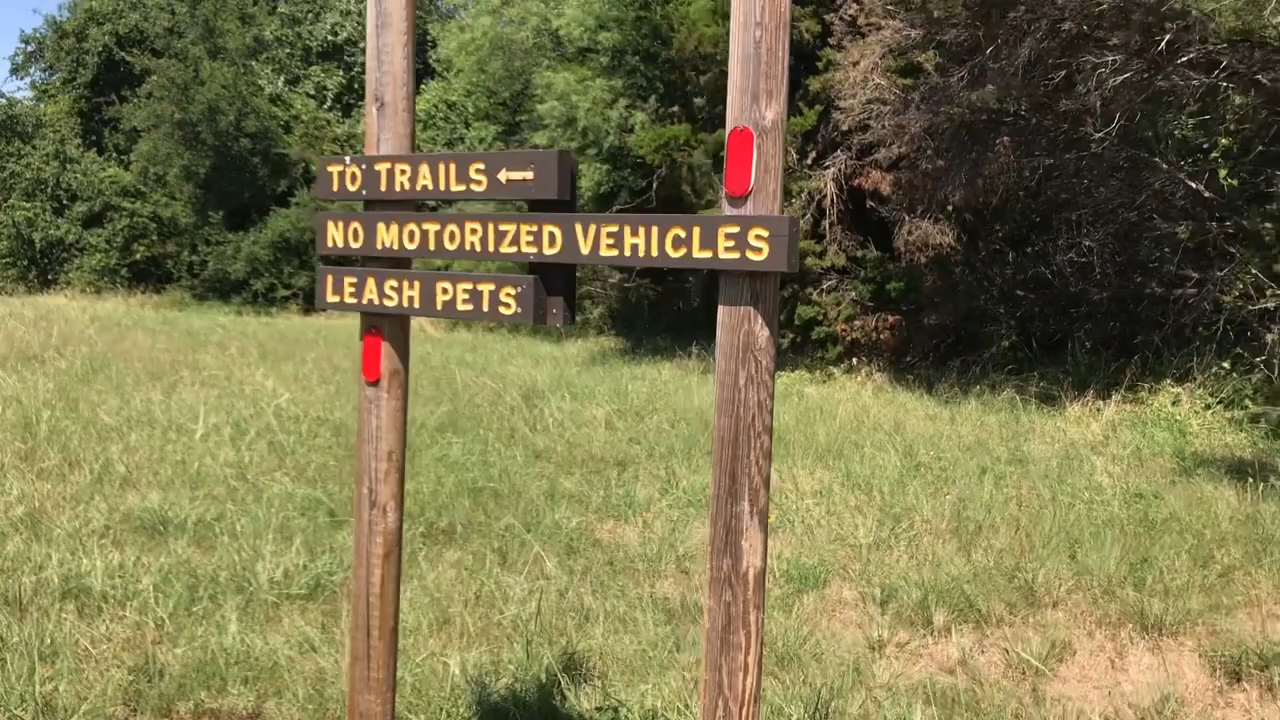 TO TRAILS ←
NO MOTORIZED VEHICLES
LEASH PETS